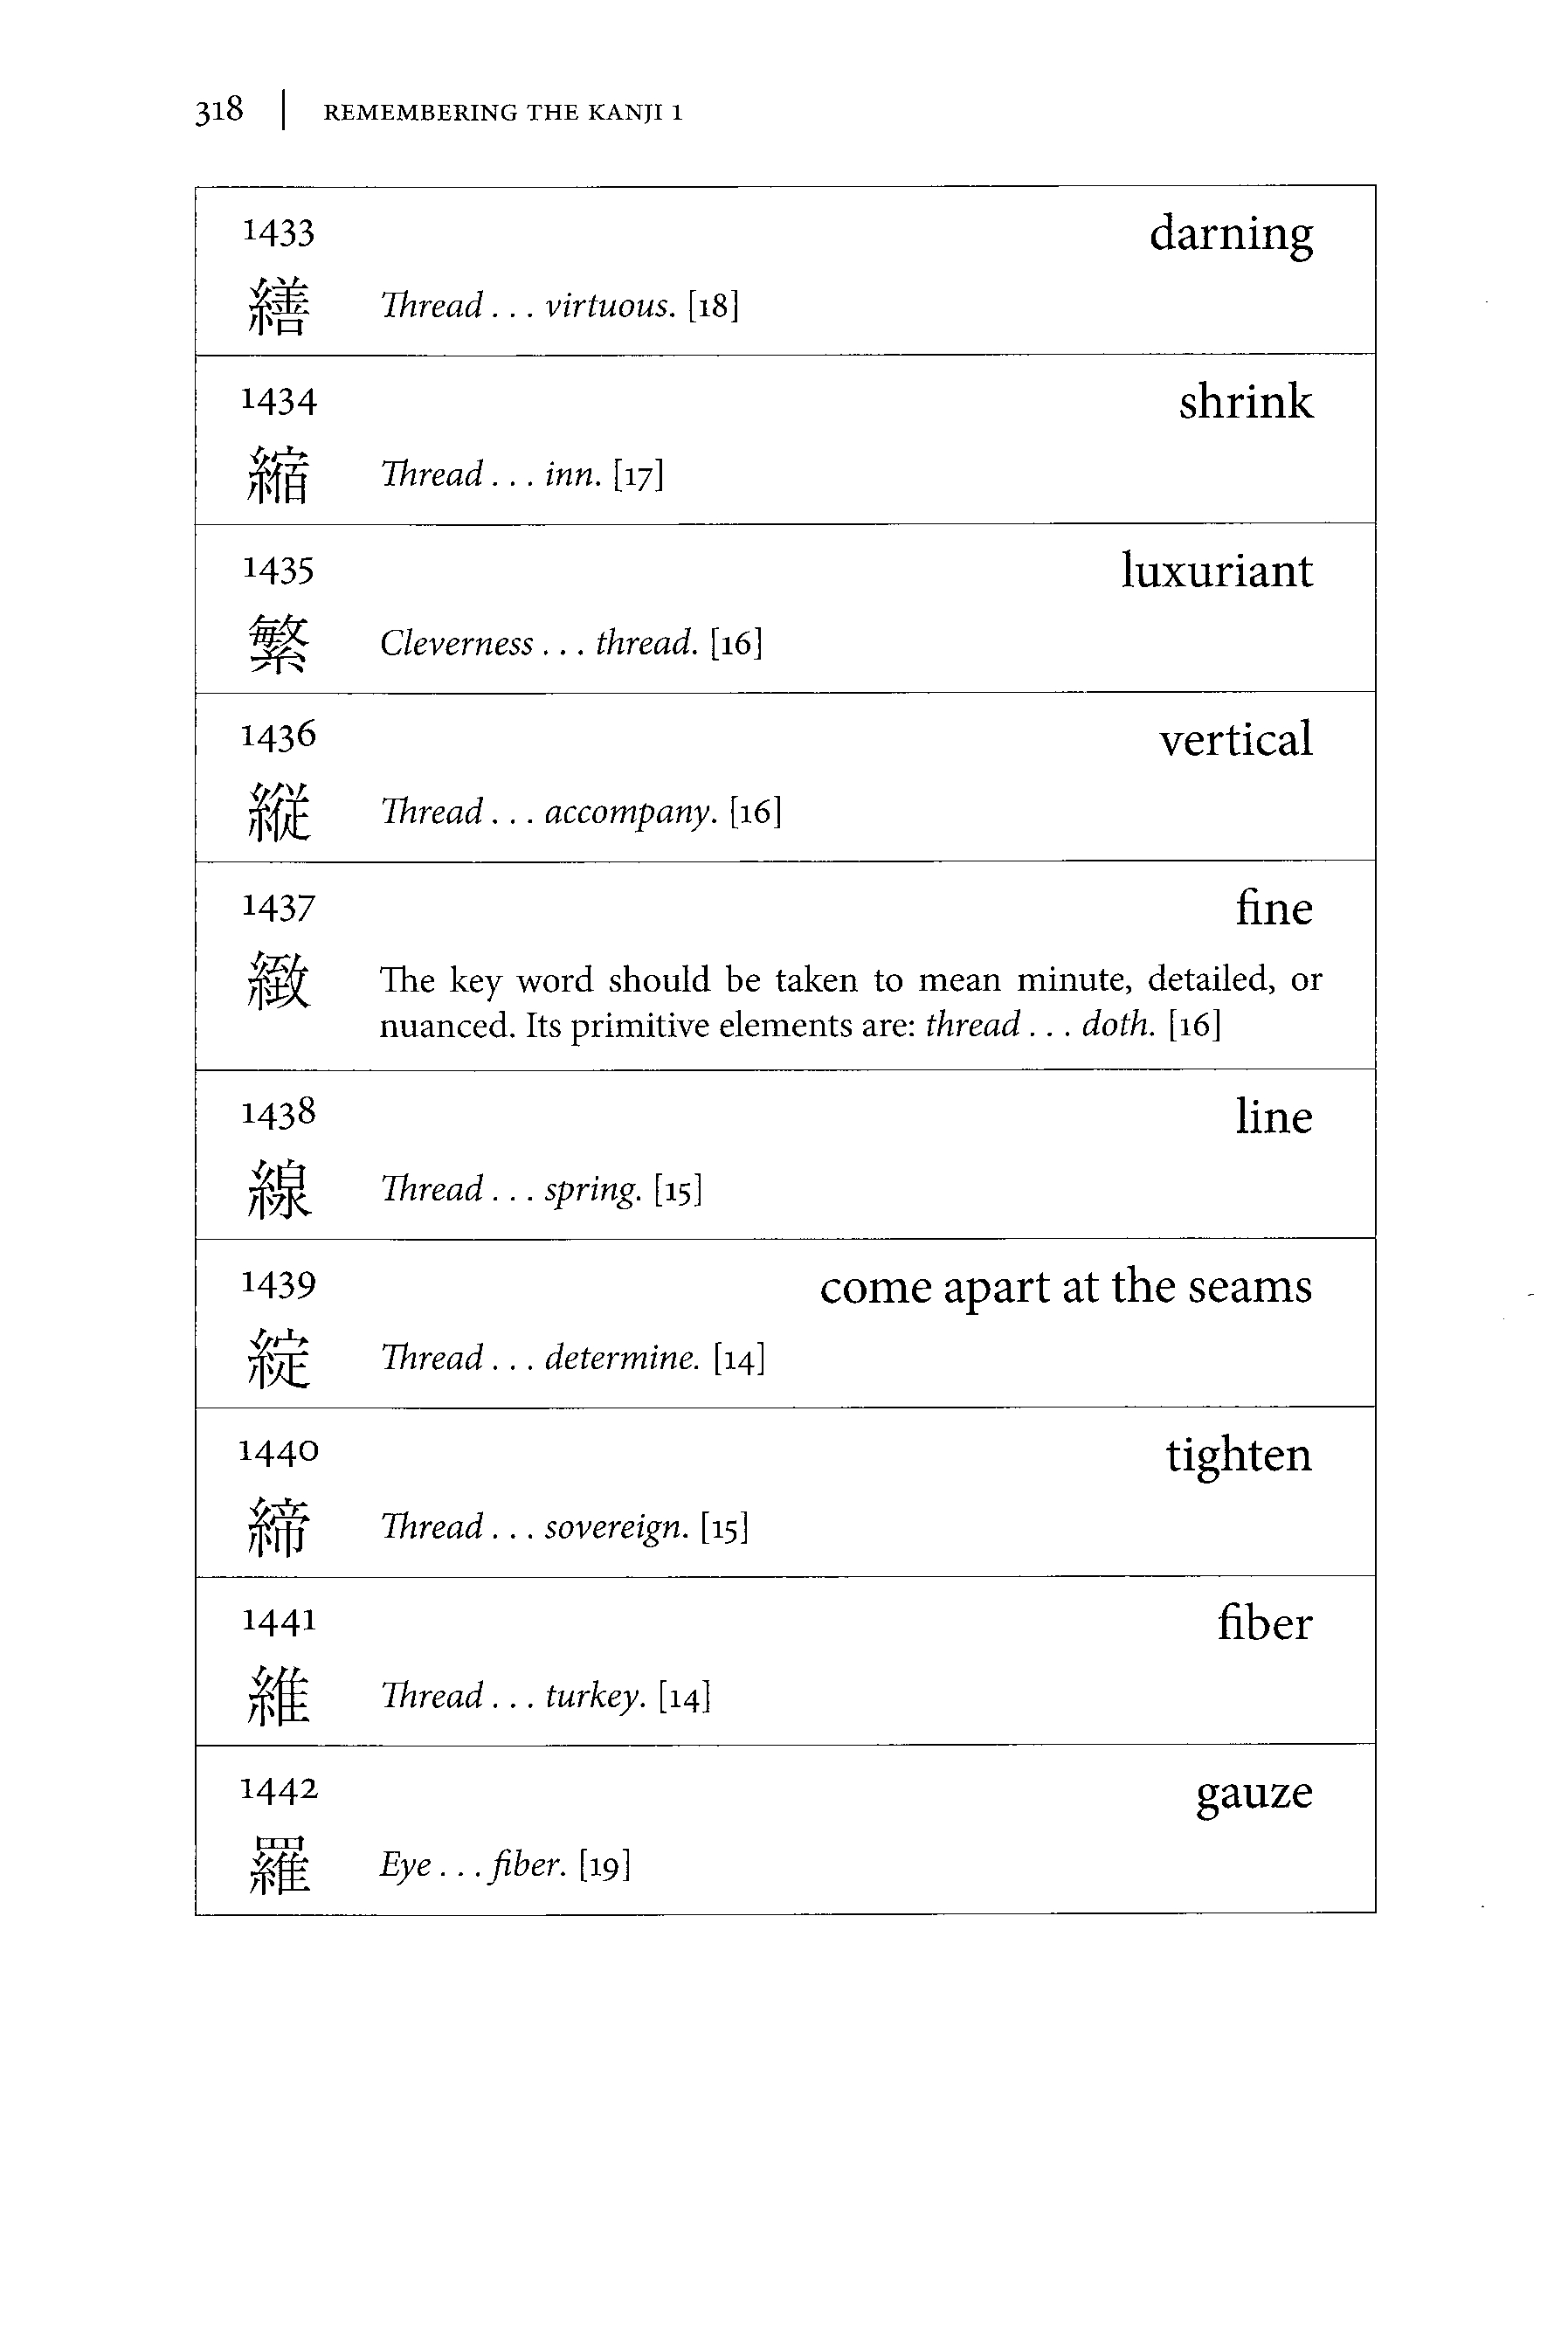 318 | REMEMBERING THE KANJI 1
1433 darning
繕 Thread... virtuous. [18]
1434 shrink
縮 Thread... inn. [17]
1435 luxuriant
繁 Cleverness... thread. [16]
1436 vertical
縦 Thread... accompany. [16]
1437 fine
緻 The key word should be taken to mean minute, detailed, or
nuanced. Its primitive elements are: thread... doth. [16]
1438 line
線 Thread... spring. [15]
1439 come apart at the seams
綻 Thread... determine. [14]
1440 tighten
締 Thread... sovereign. [15]
1441 fiber
維 Thread... turkey. [14]
1442 gauze
羅 Eye... fiber. [19]